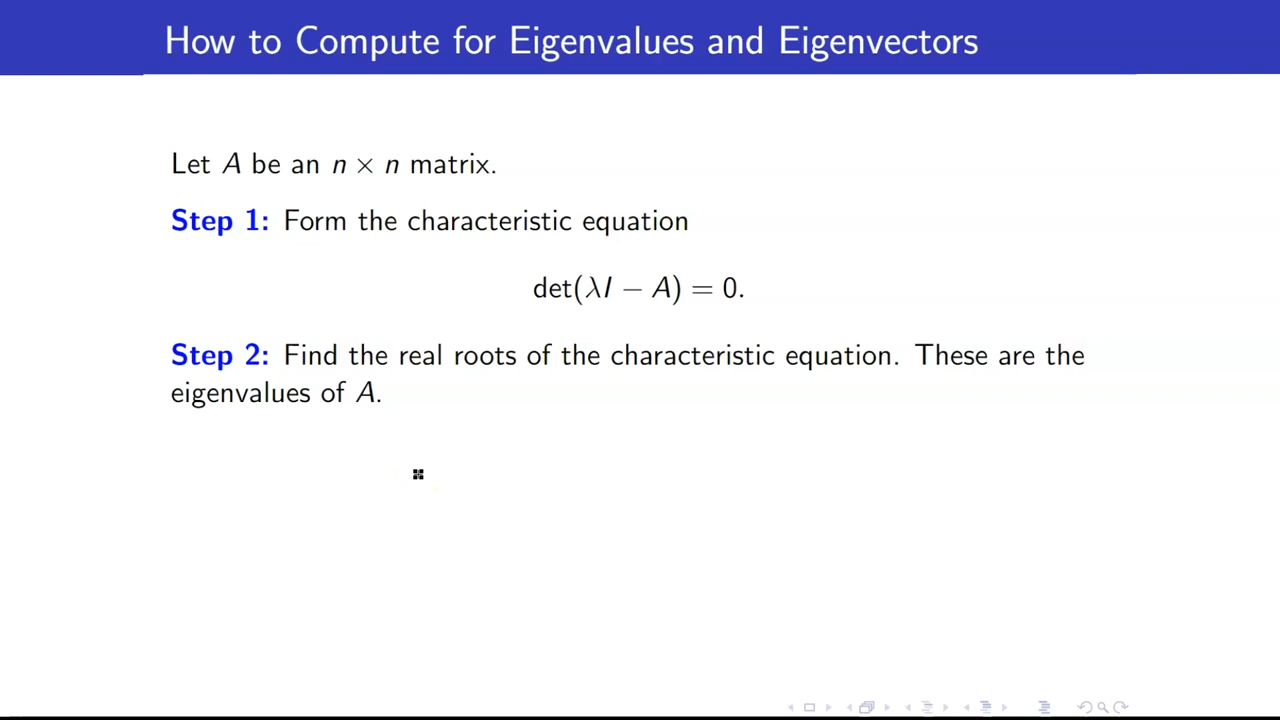 How to Compute for Eigenvalues and Eigenvectors
Let A be an n × n matrix.
Step 1: Form the characteristic equation
det(λI − A) = 0.
Step 2: Find the real roots of the characteristic equation. These are the
eigenvalues of A.